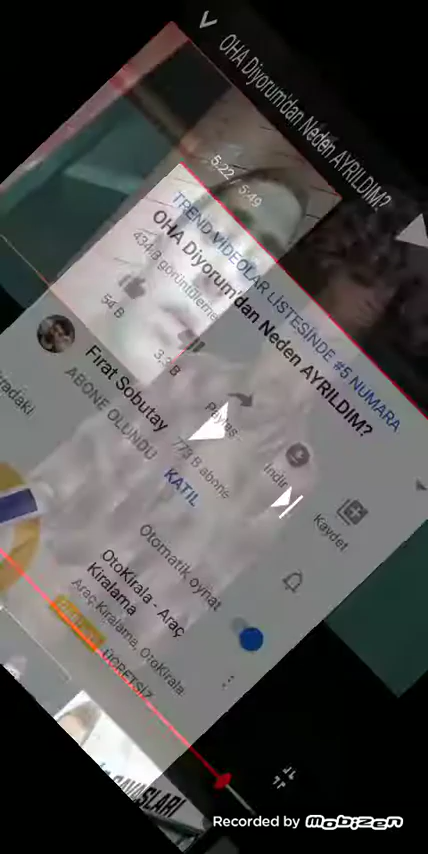 OHA Diyorum'dan Neden AYRILDIM?
5:22 / 5:49
TREND VİDEOLAR LİSTESİNDE #5 NUMARA
OHA Diyorum'dan Neden AYRILDIM?
434 B görüntüleme
54 B
3,3 B
Paylaş
İndir
Kaydet
Fırat Sobutay
773 B abone
ABONE OLUNDU
KATIL
Otomatik oynat
OtoKirala - Araç
Kiralama
Araç Kiralama, OtoKirala
ÜCRETSİZ
SAVAŞLARI
Recorded by mobizen